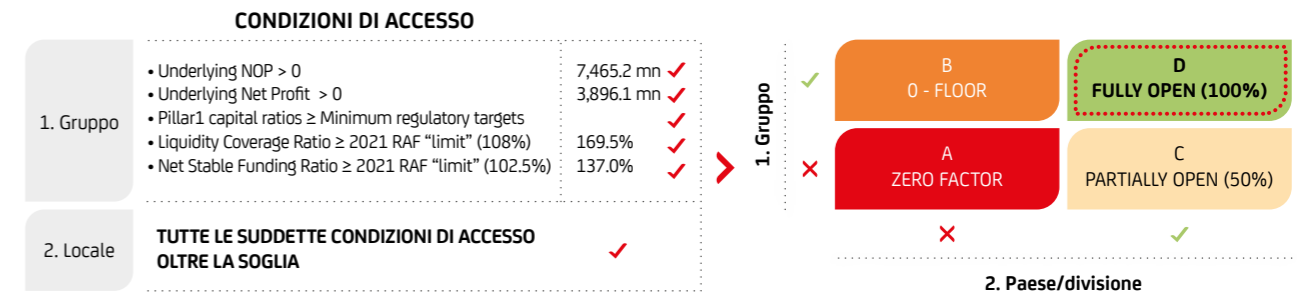 CONDIZIONI DI ACCESSO
1. Gruppo
• Underlying NOP > 0 7,465.2 mn ✓
• Underlying Net Profit > 0 3,896.1 mn ✓
• Pillar1 capital ratios ≥ Minimum regulatory targets ✓
• Liquidity Coverage Ratio ≥ 2021 RAF “limit” (108%) 169.5% ✓
• Net Stable Funding Ratio ≥ 2021 RAF “limit” (102.5%) 137.0% ✓
2. Locale
TUTTE LE SUDDETTE CONDIZIONI DI ACCESSO
OLTRE LA SOGLIA ✓
1. Gruppo
B
0 - FLOOR
D
FULLY OPEN (100%)
A
ZERO FACTOR
C
PARTIALLY OPEN (50%)
2. Paese/divisione